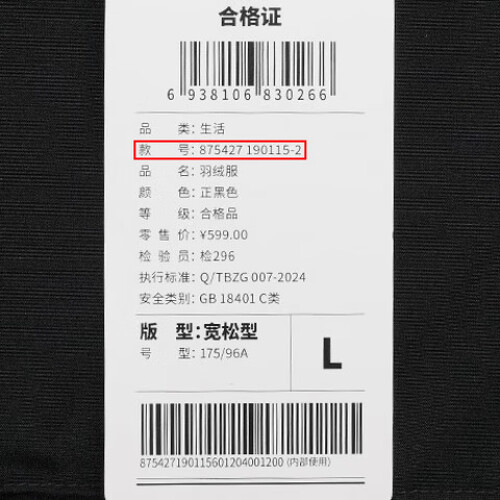 合格证
6 938106 830266
品 类: 生活
款 号: 875427 190115-2
品 名: 羽绒服
颜 色: 正黑色
等 级: 合格品
零 售 价: ¥599.00
检 验 员: 检296
执行标准: Q/TBZG 007-2024
安全类别: GB 18401 C类
版 型: 宽松型
号 型: 175/96A
L
875427190115601204001200 (内部使用)